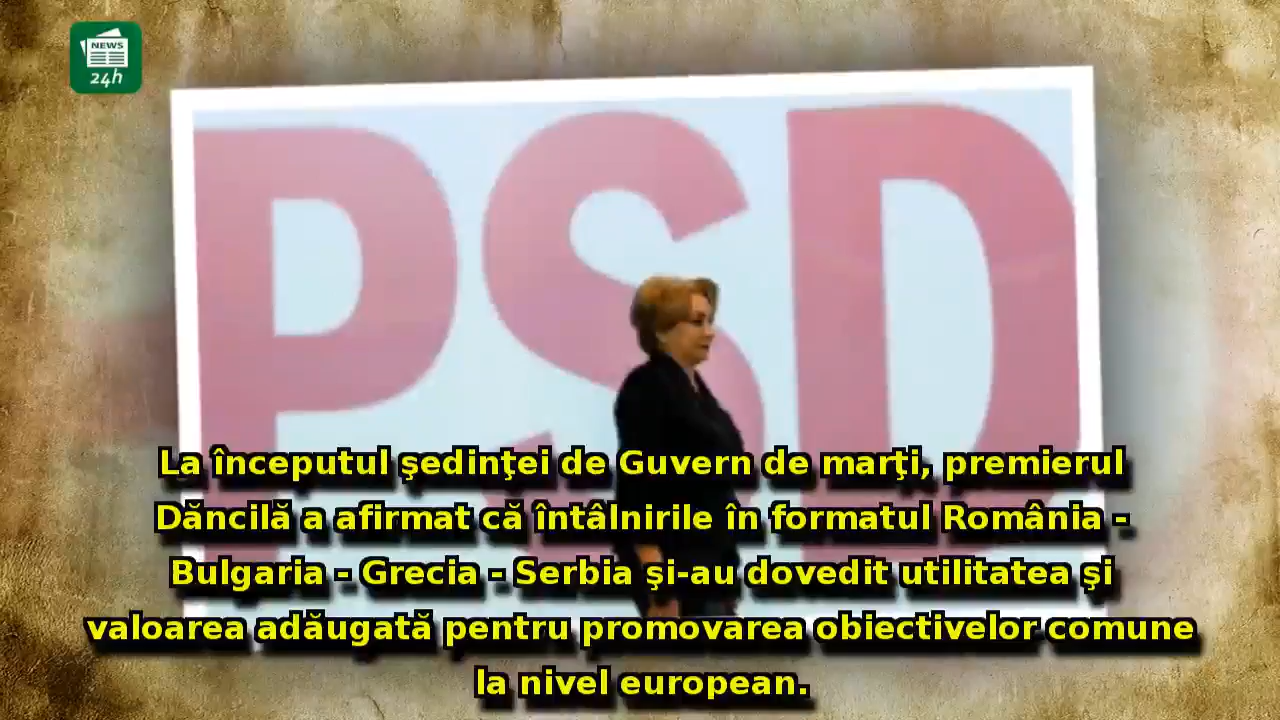 NEWS
24h
PSD
La începutul şedinţei de Guvern de marţi, premierul
Dăncilă a afirmat că întâlnirile în formatul România -
Bulgaria - Grecia - Serbia şi-au dovedit utilitatea şi
valoarea adăugată pentru promovarea obiectivelor comune
la nivel european.